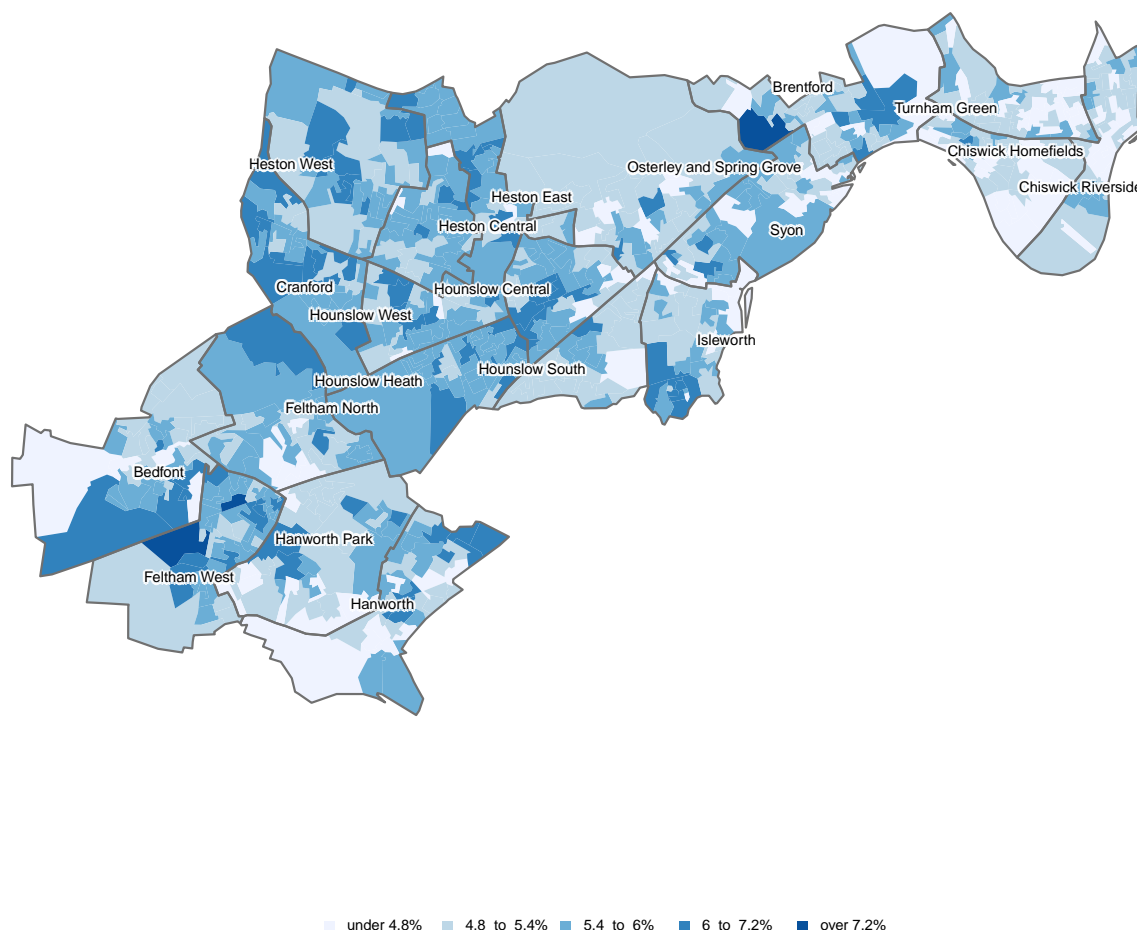 Brentford
Turnham Green
Chiswick Homefields
Heston West
Osterley and Spring Grove
Chiswick Riverside
Heston East
Heston Central
Syon
Cranford
Hounslow Central
Hounslow West
Isleworth
Hounslow South
Hounslow Heath
Feltham North
Bedfont
Hanworth Park
Feltham West
Hanworth
under 4.8% 4.8 to 5.4% 5.4 to 6% 6 to 7.2% over 7.2%